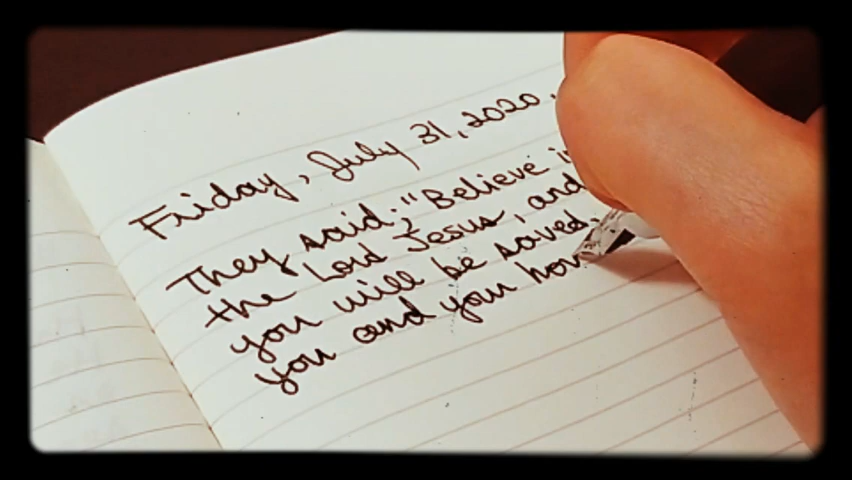 Friday, July 31, 2020,
They said, "Believe in
the Lord Jesus, and
you will be saved.
you and your hou